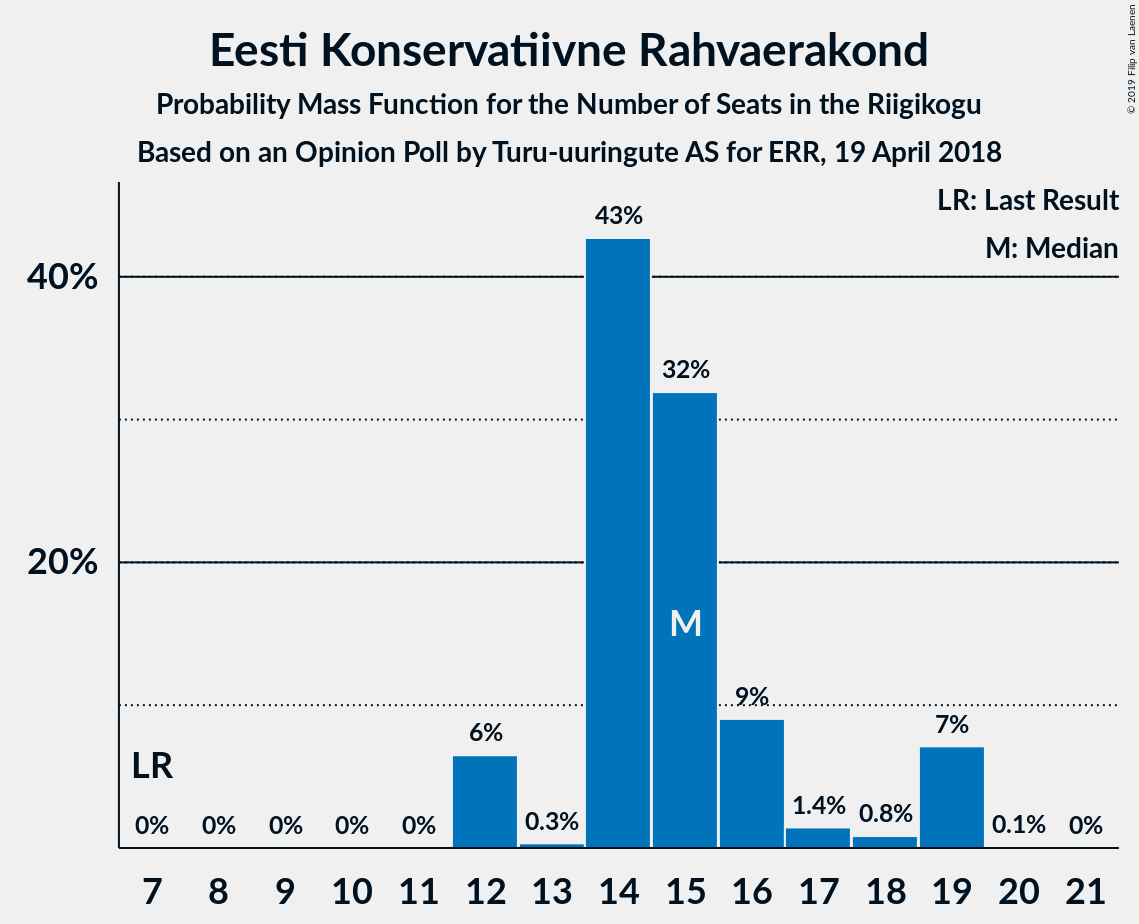 Eesti Konservatiivne Rahvaerakond
Probability Mass Function for the Number of Seats in the Riigikogu
Based on an Opinion Poll by Turu-uuringute AS for ERR, 19 April 2018
© 2019 Filip van Laenen
LR: Last Result
M: Median
40%
20%
43%
32%
M
9%
6%
7%
LR
0%
0%
0%
0%
0%
0.3%
1.4%
0.8%
0.1%
0%
7 8 9 10 11 12 13 14 15 16 17 18 19 20 21